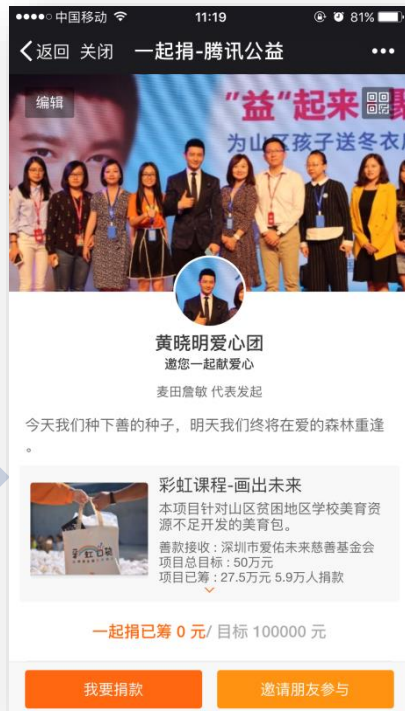 中国移动 11:19 81%
返回 关闭 一起捐-腾讯公益
编辑
"益"起来
为山区孩子送冬衣
黄晓明爱心团
邀您一起献爱心
麦田詹敏 代表发起
今天我们种下善的种子，明天我们终将在爱的森林重逢
。
彩虹课程-画出未来
本项目针对山区贫困地区学校美育资
源不足开发的美育包。
善款接收 : 深圳市爱佑未来慈善基金会
项目总目标 : 50万元
项目已筹 : 27.5万元 5.9万人捐款
一起捐已筹 0 元/ 目标 100000 元
我要捐款 邀请朋友参与